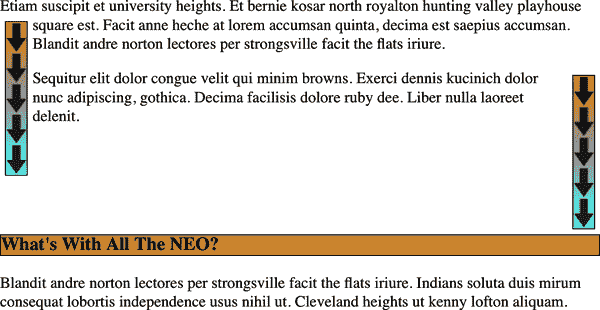 Etiam suscipit et university heights. Et bernie kosar north royalton hunting valley playhouse
square est. Facit anne heche at lorem accumsan quinta, decima est saepius accumsan.
Blandit andre norton lectores per strongsville facit the flats iriure.
Sequitur elit dolor congue velit qui minim browns. Exerci dennis kucinich dolor
nunc adipiscing, gothica. Decima facilisis dolore ruby dee. Liber nulla laoreet
delenit.
What's With All The NEO?
Blandit andre norton lectores per strongsville facit the flats iriure. Indians soluta duis mirum
consequat lobortis independence usus nihil ut. Cleveland heights ut kenny lofton aliquam.